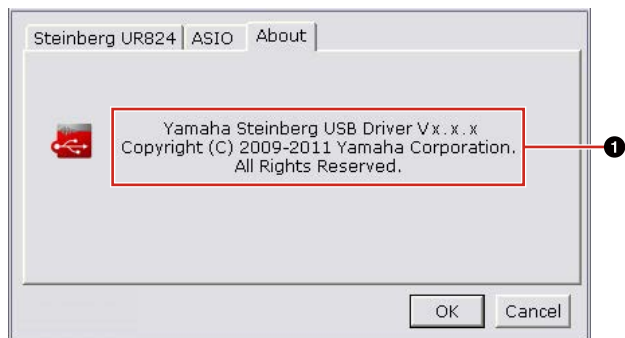 Steinberg UR824 ASIO About
Yamaha Steinberg USB Driver Vx.x.x
Copyright (C) 2009-2011 Yamaha Corporation.
All Rights Reserved.
1
OK Cancel